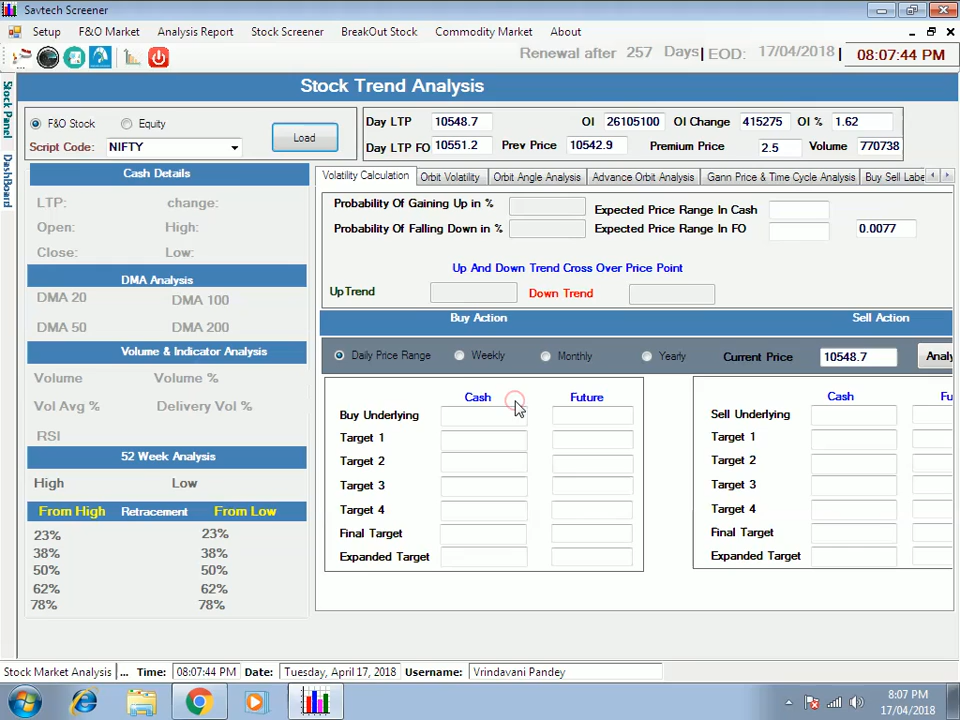 Savtech Screener
Setup F&O Market Analysis Report Stock Screener BreakOut Stock Commodity Market About
Renewal after 257 Days| EOD: 17/04/2018 08:07:44 PM
Stock Panel
DashBoard
Stock Trend Analysis
F&O Stock Equity
Script Code: NIFTY
Load
Day LTP 10548.7 OI 26105100 OI Change 415275 OI % 1.62
Day LTP FO 10551.2 Prev Price 10542.9 Premium Price 2.5 Volume 770738
Cash Details
LTP: change:
Open: High:
Close: Low:
DMA Analysis
DMA 20 DMA 100
DMA 50 DMA 200
Volume & Indicator Analysis
Volume Volume %
Vol Avg % Delivery Vol %
RSI
52 Week Analysis
High Low
From High Retracement From Low
23% 23%
38% 38%
50% 50%
62% 62%
78% 78%
Volatility Calculation Orbit Volatility Orbit Angle Analysis Advance Orbit Analysis Gann Price & Time Cycle Analysis Buy Sell Labe
Probability Of Gaining Up in % Expected Price Range In Cash
Probability Of Falling Down in % Expected Price Range In FO 0.0077
Up And Down Trend Cross Over Price Point
UpTrend Down Trend
Buy Action Sell Action
Daily Price Range Weekly Monthly Yearly Current Price 10548.7 Analy
Cash Future
Buy Underlying
Target 1
Target 2
Target 3
Target 4
Final Target
Expanded Target
Cash Fu
Sell Underlying
Target 1
Target 2
Target 3
Target 4
Final Target
Expanded Target
Stock Market Analysis ... Time: 08:07:44 PM Date: Tuesday, April 17, 2018 Username: Vrindavani Pandey
8:07 PM
17/04/2018